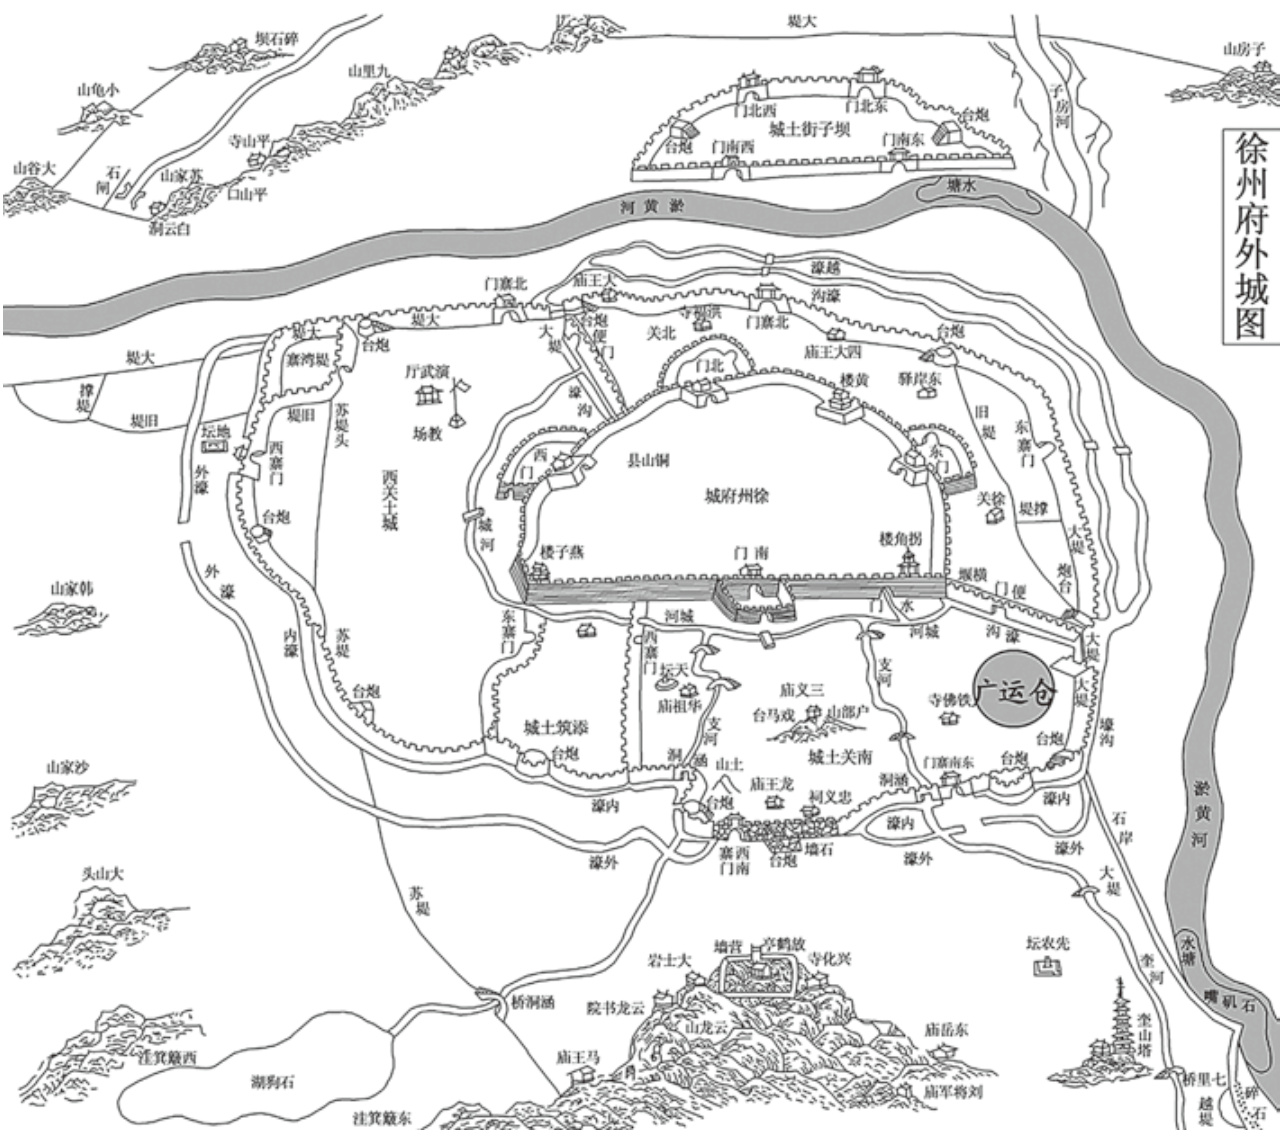 徐州府外城图
大堤
子房山
碎石坝
九里山
小龟山
平山寺
大谷山
石闸
苏家山
平山口
白云洞
子房河
西北门
东北门
坝子街土城
炮台
炮台
西南门
东南门
水塘
淤黄河
越濠
濠沟
北寨门
大王庙
洪福寺
北寨门
北关
炮台
便门
大堤
大堤
炮台
大堤
寨湾堤
大堤
撑堤
旧堤
旧堤
苏堤头
演武厅
教场
濠沟
北门
黄楼
四大王庙
炮台
东岸驿
旧堤
东寨门
地坛
西寨门
外濠
西关土城
西门
铜山县
徐州府城
东门
徐关
撑堤
大堤
炮台
城河
燕子楼
南门
拐角楼
横堰
便门
炮台
外濠
韩家山
内濠
苏堤
东寨门
西寨门
城河
水门
城河
濠沟
大堤
广运仓
大堤
濠沟
铁佛寺
支河
天坛
华祖庙
三义庙
户部山
戏马台
支河
添筑土城
炮台
炮台
南关土城
涵洞
土山
龙王庙
忠义祠
炮台
涵洞
东南寨门
炮台
炮台
沙家山
内濠
外濠
西南寨门
炮台
石墙
内濠
外濠
内濠
外濠
石岸
大堤
淤黄河
大山头
苏堤
先农坛
奎河
水塘
石矶嘴
放鹤亭
营墙
大士岩
兴化寺
云龙书院
云龙山
涵洞桥
东岳庙
奎山塔
七里桥
越堤
碎石
刘将军庙
马王庙
西簸箕洼
石狗湖
东簸箕洼